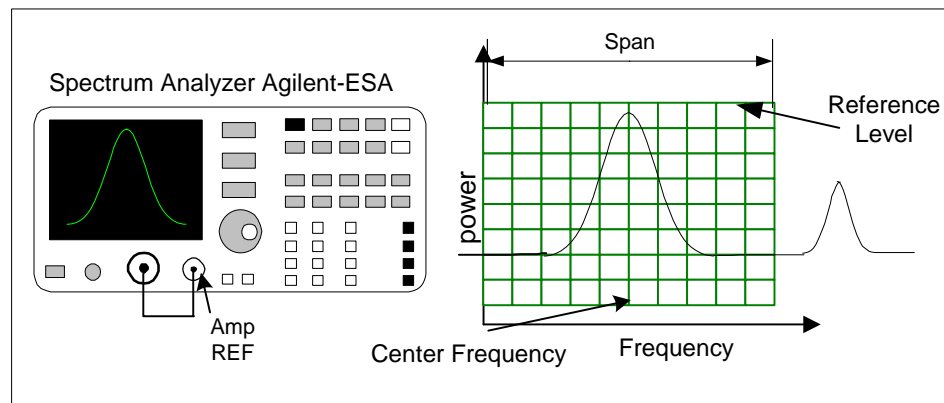 Spectrum Analyzer Agilent-ESA
Amp
REF
Span
Reference
Level
power
Center Frequency
Frequency